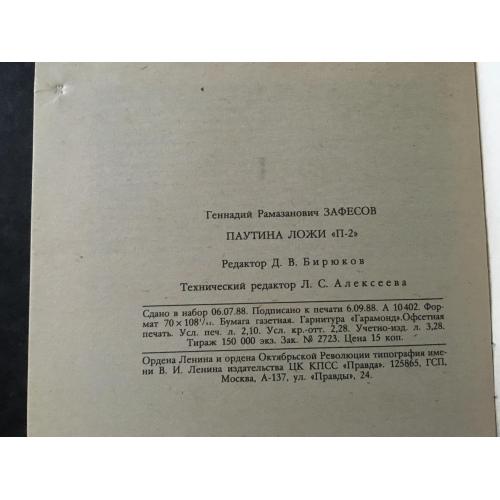 Геннадий Рамазанович ЗАФЕСОВ
ПАУТИНА ЛОЖИ «П-2»
Редактор Д. В. Бирюков
Технический редактор Л. С. Алексеева
Сдано в набор 06.07.88. Подписано к печати 6.09.88. А 10402. Фор-
мат 70×108¹/₃₂. Бумага газетная. Гарнитура «Гарамонд». Офсетная
печать. Усл. печ. л. 2,10. Усл. кр.-отт. 2,28. Учетно-изд. л. 3,28.
Тираж 150 000 экз. Зак. № 2723. Цена 15 коп.
Ордена Ленина и ордена Октябрьской Революции типография име-
ни В. И. Ленина издательства ЦК КПСС «Правда». 125865, ГСП,
Москва, А-137, ул. «Правды», 24.